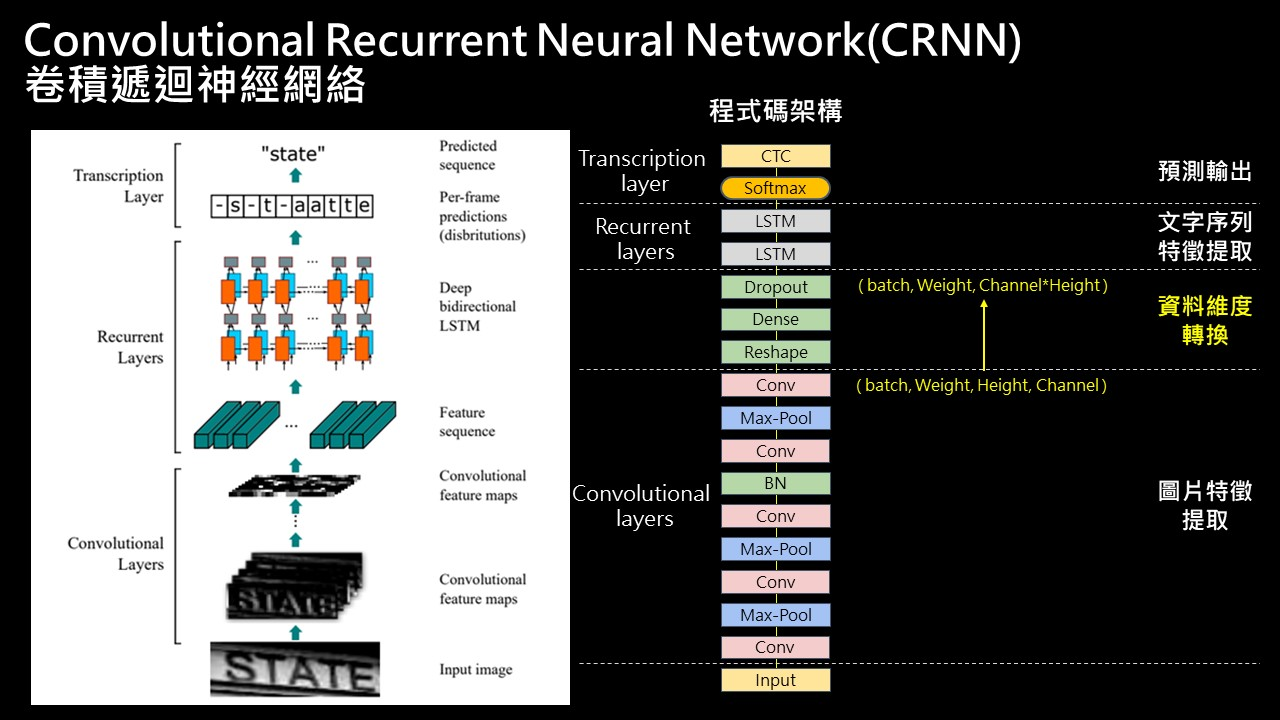 Convolutional Recurrent Neural Network(CRNN)
卷積遞迴神經網絡
Transcription
Layer
"state"
Predicted
sequence
-s-t-aatte
Per-frame
predictions
(disbritutions)
Recurrent
Layers
Deep
bidirectional
LSTM
...
...
...
Feature
sequence
Convolutional
Layers
Convolutional
feature maps
...
Convolutional
feature maps
STATE
STATE
Input image
程式碼架構
Transcription
layer
CTC
Softmax
預測輸出
Recurrent
layers
LSTM
LSTM
文字序列
特徵提取
Dropout
( batch, Weight, Channel*Height )
Dense
Reshape
資料維度
轉換
Conv
( batch, Weight, Height, Channel )
Max-Pool
Conv
BN
Convolutional
layers
Conv
圖片特徵
提取
Max-Pool
Conv
Max-Pool
Conv
Input